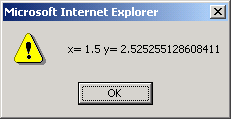 Microsoft Internet Explorer
x= 1.5 y= 2.525255128608411
OK